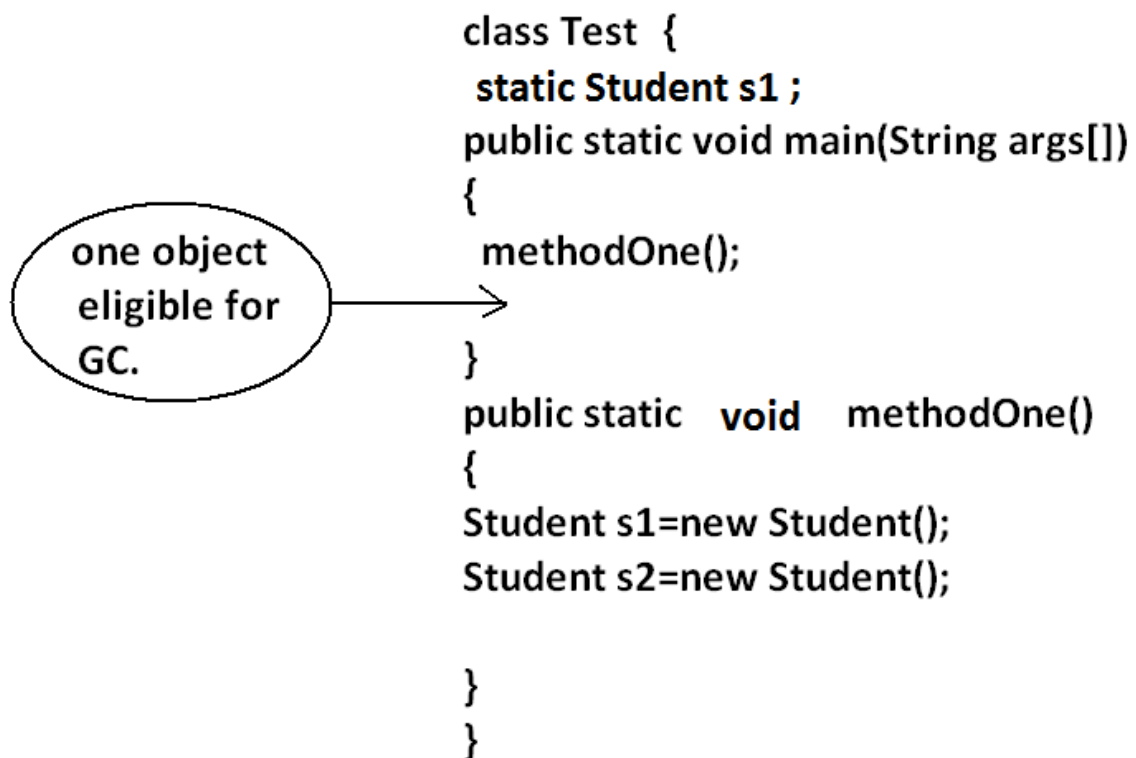 class Test {
static Student s1 ;
public static void main(String args[])
{
methodOne();
one object
eligible for
GC.
}
public static void methodOne()
{
Student s1=new Student();
Student s2=new Student();
}
}